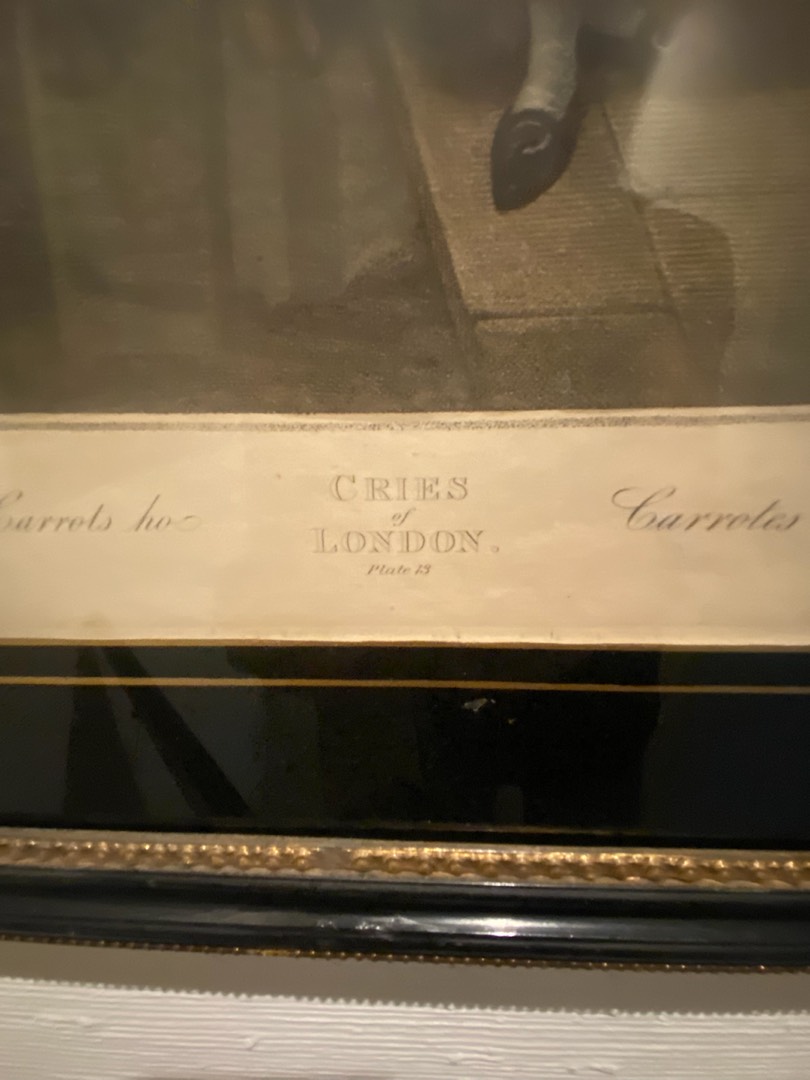 Carrots ho
CRIES
of
LONDON.
Plate 13
Carrotes